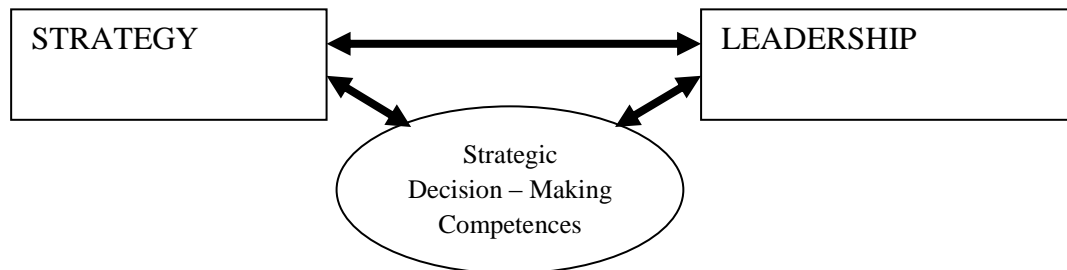 STRATEGY
LEADERSHIP
Strategic
Decision – Making
Competences